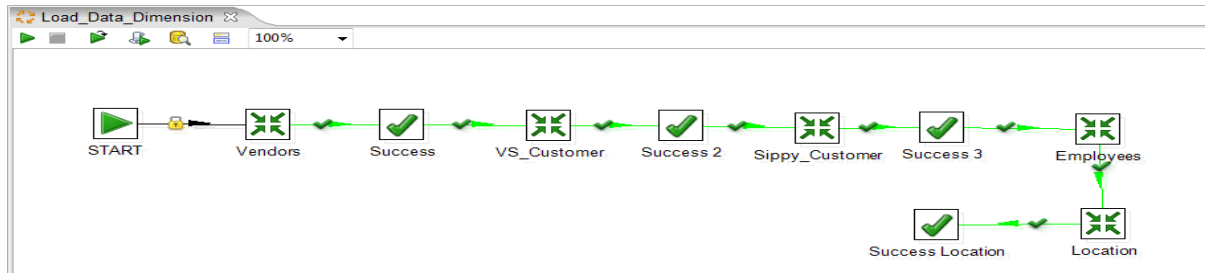 Load_Data_Dimension
100%
START
Vendors
Success
VS_Customer
Success 2
Sippy_Customer
Success 3
Employees
Success Location
Location